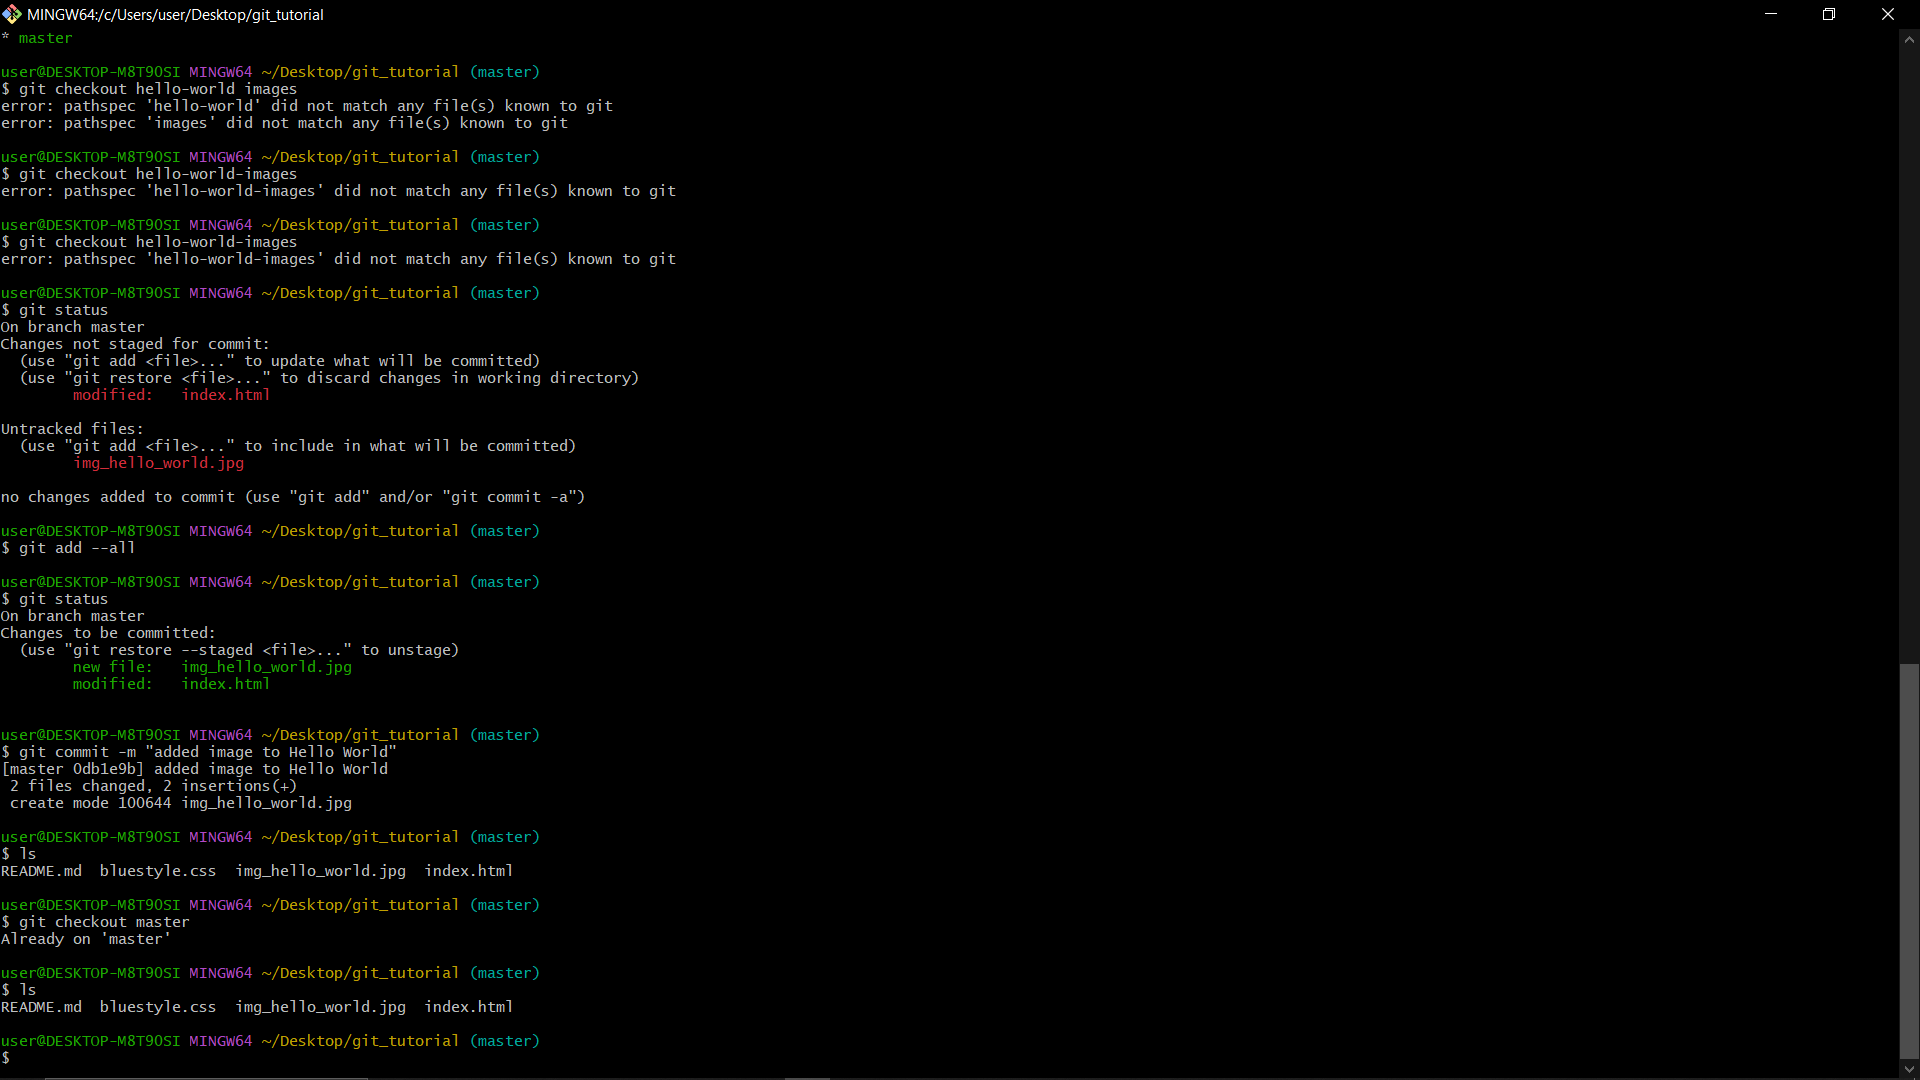 MINGW64:/c/Users/user/Desktop/git_tutorial
* master
user@DESKTOP-M8T9OSI MINGW64 ~/Desktop/git_tutorial (master)
$ git checkout hello-world images
error: pathspec 'hello-world' did not match any file(s) known to git
error: pathspec 'images' did not match any file(s) known to git
user@DESKTOP-M8T9OSI MINGW64 ~/Desktop/git_tutorial (master)
$ git checkout hello-world-images
error: pathspec 'hello-world-images' did not match any file(s) known to git
user@DESKTOP-M8T9OSI MINGW64 ~/Desktop/git_tutorial (master)
$ git checkout hello-world-images
error: pathspec 'hello-world-images' did not match any file(s) known to git
user@DESKTOP-M8T9OSI MINGW64 ~/Desktop/git_tutorial (master)
$ git status
On branch master
Changes not staged for commit:
  (use "git add <file>..." to update what will be committed)
  (use "git restore <file>..." to discard changes in working directory)
        modified:   index.html
Untracked files:
  (use "git add <file>..." to include in what will be committed)
        img_hello_world.jpg
no changes added to commit (use "git add" and/or "git commit -a")
user@DESKTOP-M8T9OSI MINGW64 ~/Desktop/git_tutorial (master)
$ git add --all
user@DESKTOP-M8T9OSI MINGW64 ~/Desktop/git_tutorial (master)
$ git status
On branch master
Changes to be committed:
  (use "git restore --staged <file>..." to unstage)
        new file:   img_hello_world.jpg
        modified:   index.html
user@DESKTOP-M8T9OSI MINGW64 ~/Desktop/git_tutorial (master)
$ git commit -m "added image to Hello World"
[master 0db1e9b] added image to Hello World
 2 files changed, 2 insertions(+)
 create mode 100644 img_hello_world.jpg
user@DESKTOP-M8T9OSI MINGW64 ~/Desktop/git_tutorial (master)
$ ls
README.md  bluestyle.css  img_hello_world.jpg  index.html
user@DESKTOP-M8T9OSI MINGW64 ~/Desktop/git_tutorial (master)
$ git checkout master
Already on 'master'
user@DESKTOP-M8T9OSI MINGW64 ~/Desktop/git_tutorial (master)
$ ls
README.md  bluestyle.css  img_hello_world.jpg  index.html
user@DESKTOP-M8T9OSI MINGW64 ~/Desktop/git_tutorial (master)
$